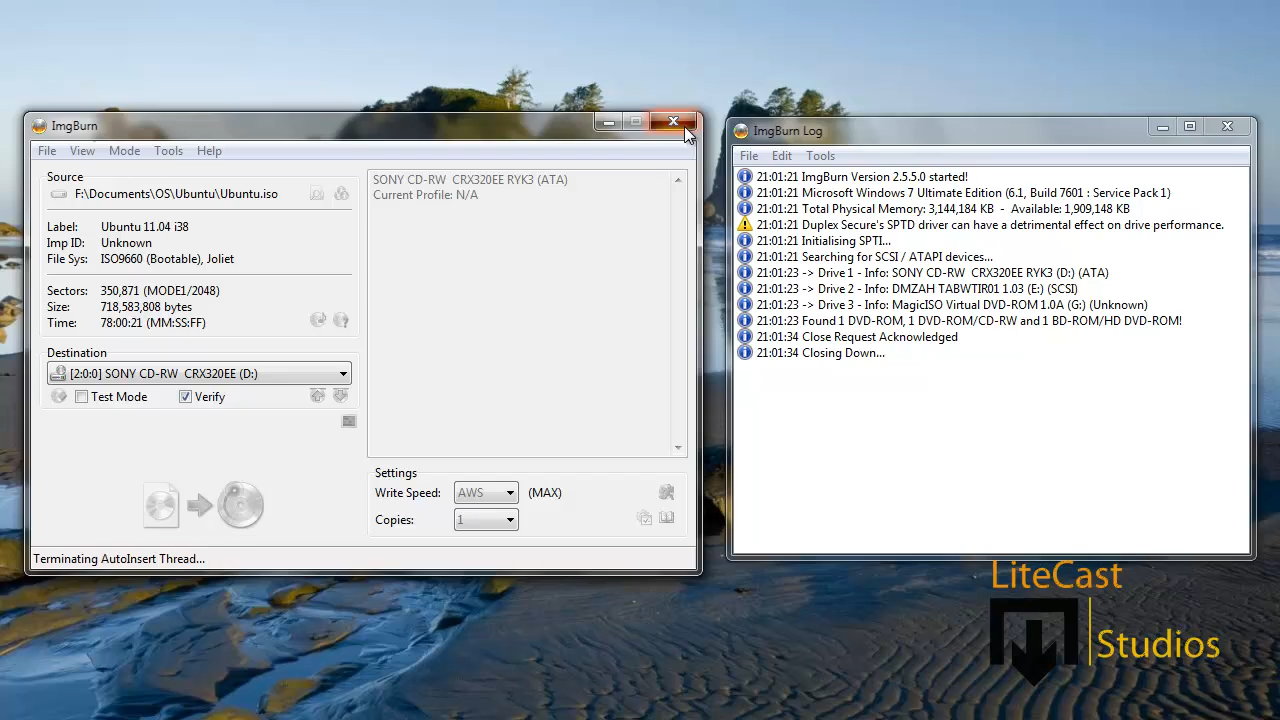 ImgBurn
File View Mode Tools Help
Source
F:\Documents\OS\Ubuntu\Ubuntu.iso
Label: Ubuntu 11.04 i38
Imp ID: Unknown
File Sys: ISO9660 (Bootable), Joliet
Sectors: 350,871 (MODE1/2048)
Size: 718,583,808 bytes
Time: 78:00:21 (MM:SS:FF)
Destination
[2:0:0] SONY CD-RW CRX320EE (D:)
Test Mode Verify
SONY CD-RW CRX320EE RYK3 (ATA)
Current Profile: N/A
Settings
Write Speed: AWS (MAX)
Copies: 1
Terminating AutoInsert Thread...
ImgBurn Log
File Edit Tools
21:01:21 ImgBurn Version 2.5.5.0 started!
21:01:21 Microsoft Windows 7 Ultimate Edition (6.1, Build 7601 : Service Pack 1)
21:01:21 Total Physical Memory: 3,144,184 KB - Available: 1,909,148 KB
21:01:21 Duplex Secure's SPTD driver can have a detrimental effect on drive performance.
21:01:21 Initialising SPTI...
21:01:21 Searching for SCSI / ATAPI devices...
21:01:23 -> Drive 1 - Info: SONY CD-RW CRX320EE RYK3 (D:) (ATA)
21:01:23 -> Drive 2 - Info: DMZAH TABWTIR01 1.03 (E:) (SCSI)
21:01:23 -> Drive 3 - Info: MagicISO Virtual DVD-ROM 1.0A (G:) (Unknown)
21:01:23 Found 1 DVD-ROM, 1 DVD-ROM/CD-RW and 1 BD-ROM/HD DVD-ROM!
21:01:34 Close Request Acknowledged
21:01:34 Closing Down...
LiteCast
Studios